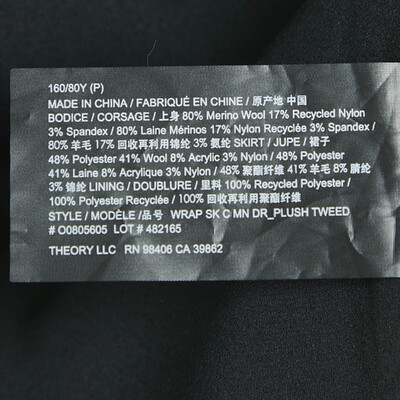 160/80Y (P)
MADE IN CHINA / FABRIQUÉ EN CHINE / 原产地 中国
BODICE / CORSAGE / 上身 80% Merino Wool 17% Recycled Nylon
3% Spandex / 80% Laine Mérinos 17% Nylon Recyclée 3% Spandex /
80% 羊毛 17% 回收再利用锦纶 3% 氨纶 SKIRT / JUPE / 裙子
48% Polyester 41% Wool 8% Acrylic 3% Nylon / 48% Polyester
41% Laine 8% Acrylique 3% Nylon / 48% 聚酯纤维 41% 羊毛 8% 腈纶
3% 锦纶 LINING / DOUBLURE / 里料 100% Recycled Polyester /
100% Polyester Recyclée / 100% 回收再利用聚酯纤维
STYLE / MODÈLE /品号 WRAP SK C MN DR_PLUSH TWEED
# O0805605 LOT # 482165
THEORY LLC RN 98406 CA 39862